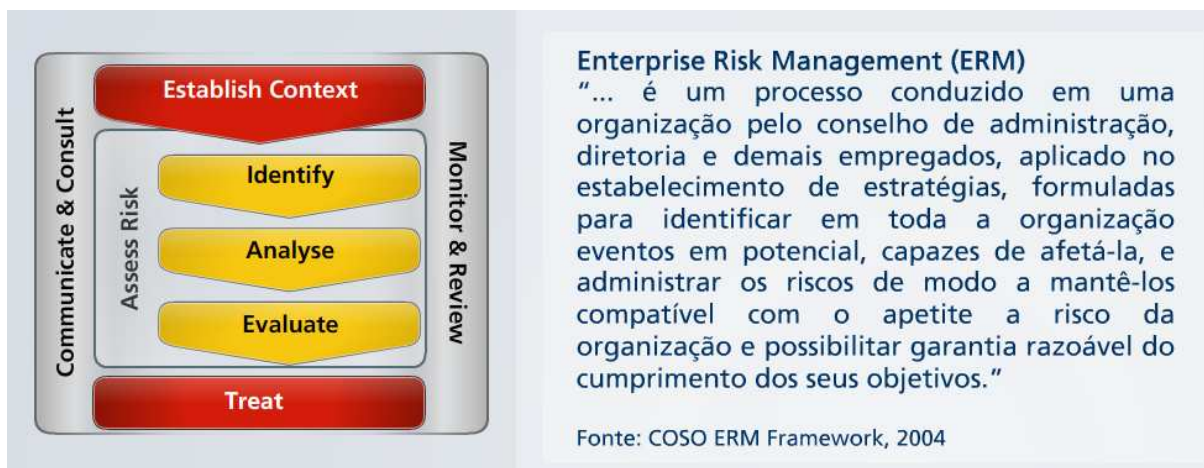 Communicate & Consult
Establish Context
Assess Risk
Identify
Analyse
Evaluate
Treat
Monitor & Review
Enterprise Risk Management (ERM)
“... é um processo conduzido em uma
organização pelo conselho de administração,
diretoria e demais empregados, aplicado no
estabelecimento de estratégias, formuladas
para identificar em toda a organização
eventos em potencial, capazes de afetá-la, e
administrar os riscos de modo a mantê-los
compatível com o apetite a risco da
organização e possibilitar garantia razoável do
cumprimento dos seus objetivos.”
Fonte: COSO ERM Framework, 2004